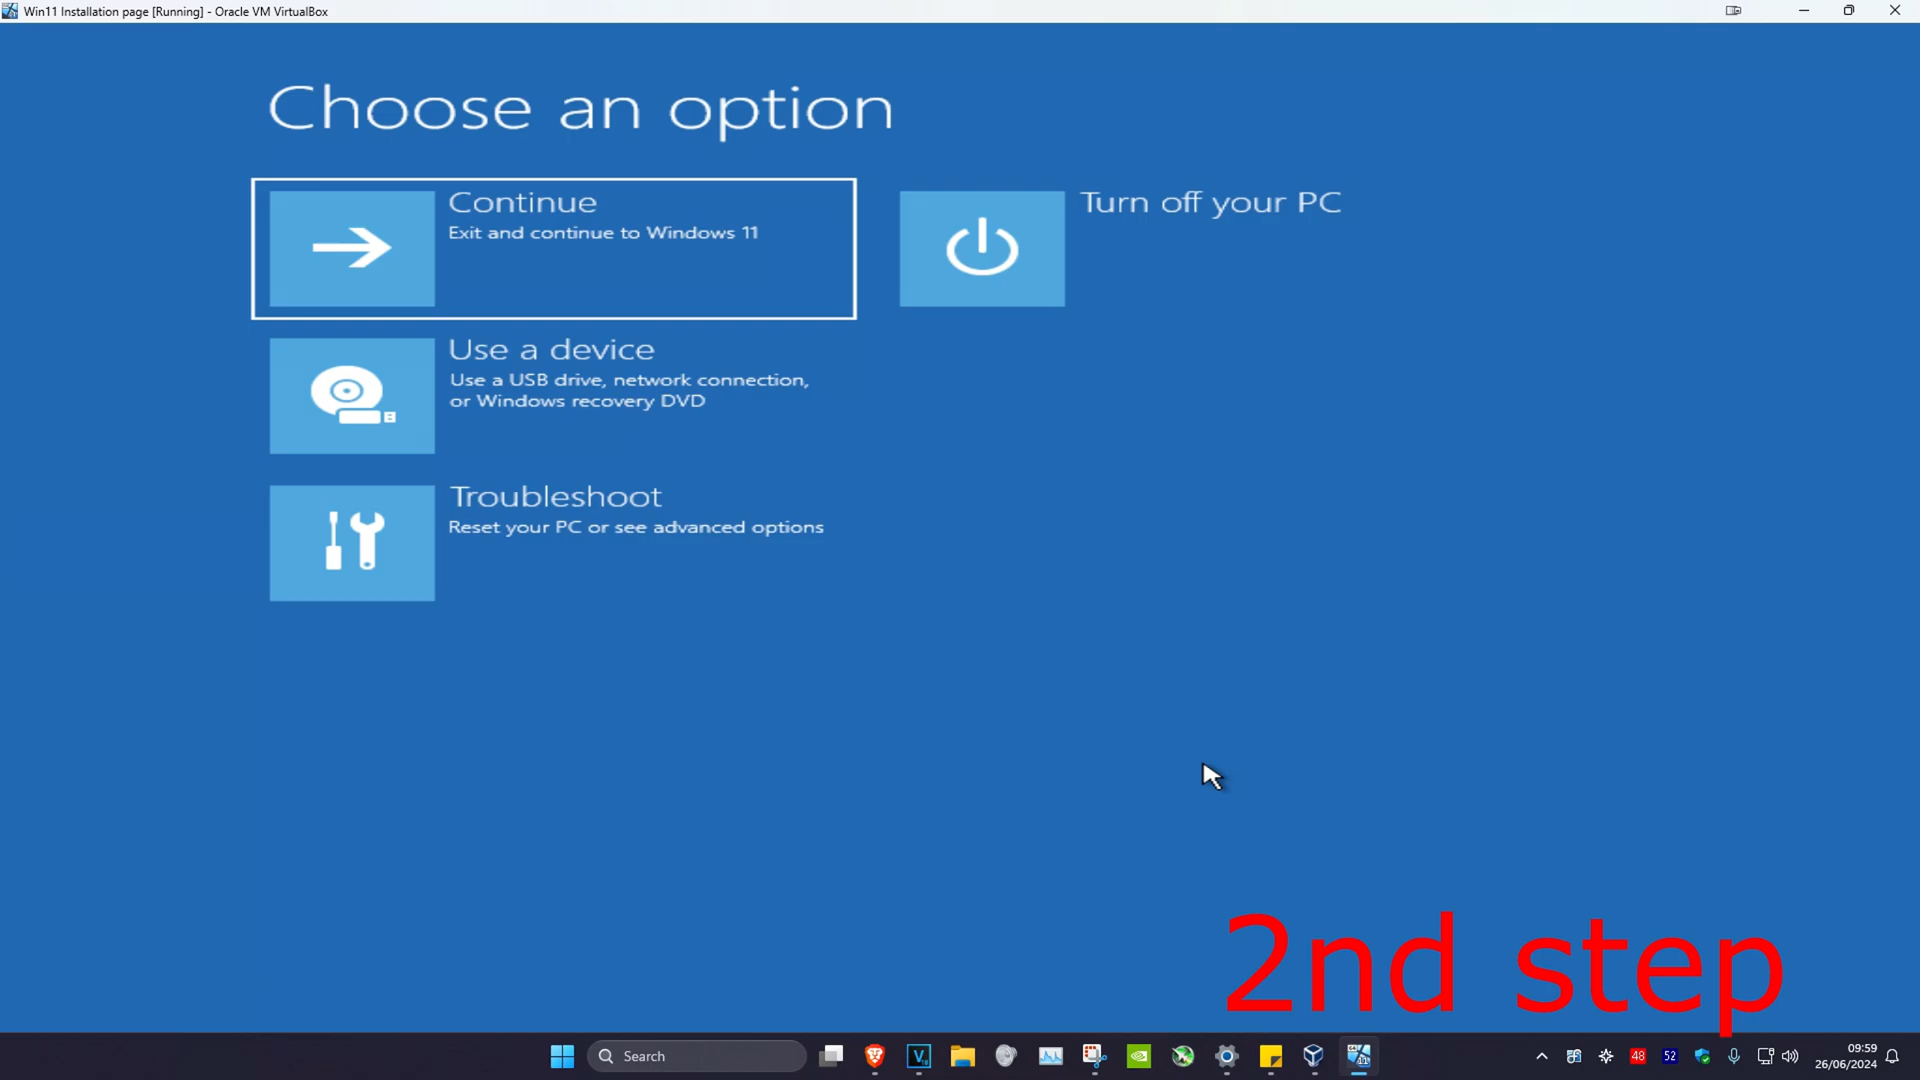 Win11 Installation page [Running] - Oracle VM VirtualBox
Choose an option
Continue
Exit and continue to Windows 11
Turn off your PC
Use a device
Use a USB drive, network connection,
or Windows recovery DVD
Troubleshoot
Reset your PC or see advanced options
2nd step
Search
48
52
09:59
26/06/2024